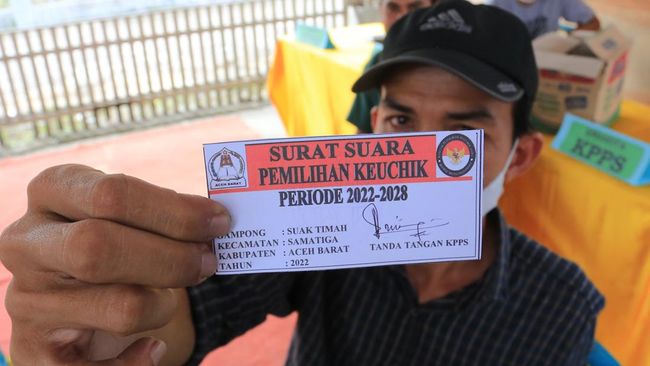 SURAT SUARA
PEMILIHAN KEUCHIK
PERIODE 2022-2028
ACEH BARAT
GAMPONG : SUAK TIMAH
KECAMATAN : SAMATIGA
KABUPATEN : ACEH BARAT
TAHUN : 2022
TANDA TANGAN KPPS
KPPS
adidas